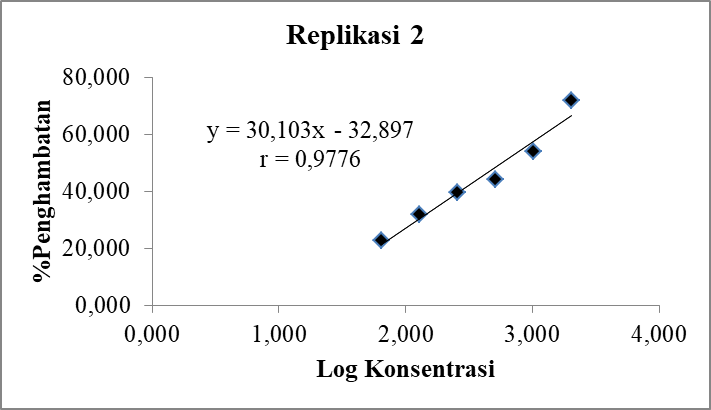 Replikasi 2
80,000
60,000
40,000
20,000
0,000
%Penghambatan
y = 30,103x - 32,897
r = 0,9776
0,000 1,000 2,000 3,000 4,000
Log Konsentrasi